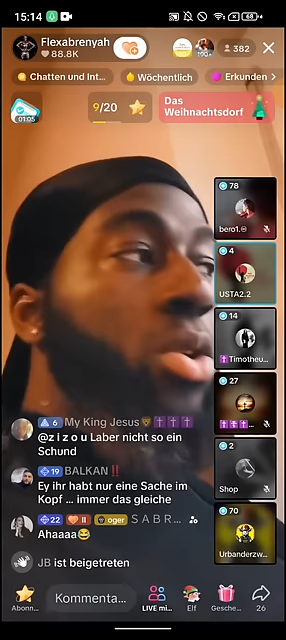 15:14
68
Flexabrenyah
88.8K
382
Chatten und Int...
Wöchentlich
Erkunden
01:05
9/20
Das
Weihnachtsdorf
78
bero1.
4
USTA2.2
14
Timotheu...
27
...
2
Shop
70
Urbanderzw...
6 My King Jesus
@z i z o u Laber nicht so ein
Schund
19 BALKAN
Ey ihr habt nur eine Sache im
Kopf ... immer das gleiche
22 II oger S A B R ...
Ahaaaa
JB ist beigetreten
Abonn...
Kommenta...
LIVE mi...
Elf
Gesche...
26